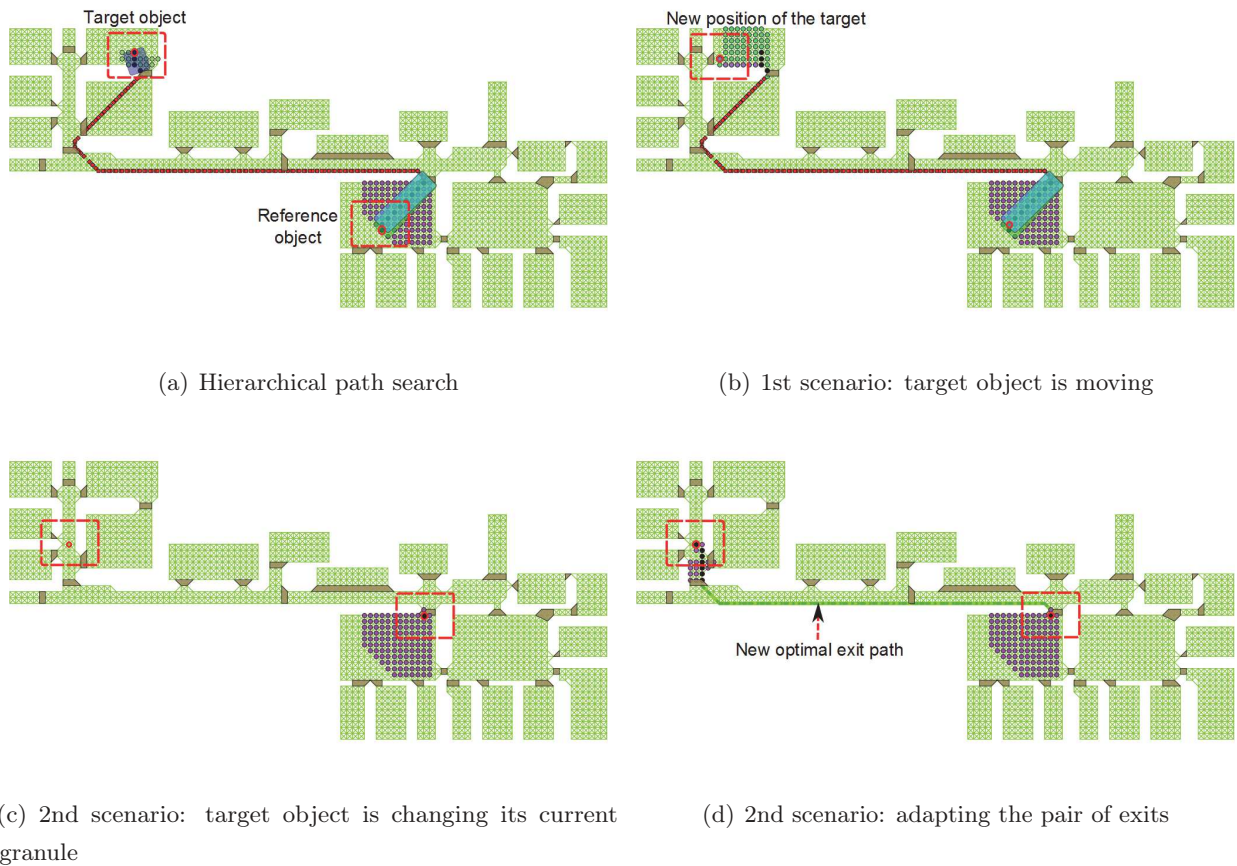 Target object
New position of the target
Reference
object
(a) Hierarchical path search
(b) 1st scenario: target object is moving
New optimal exit path
(c) 2nd scenario: target object is changing its current
granule
(d) 2nd scenario: adapting the pair of exits